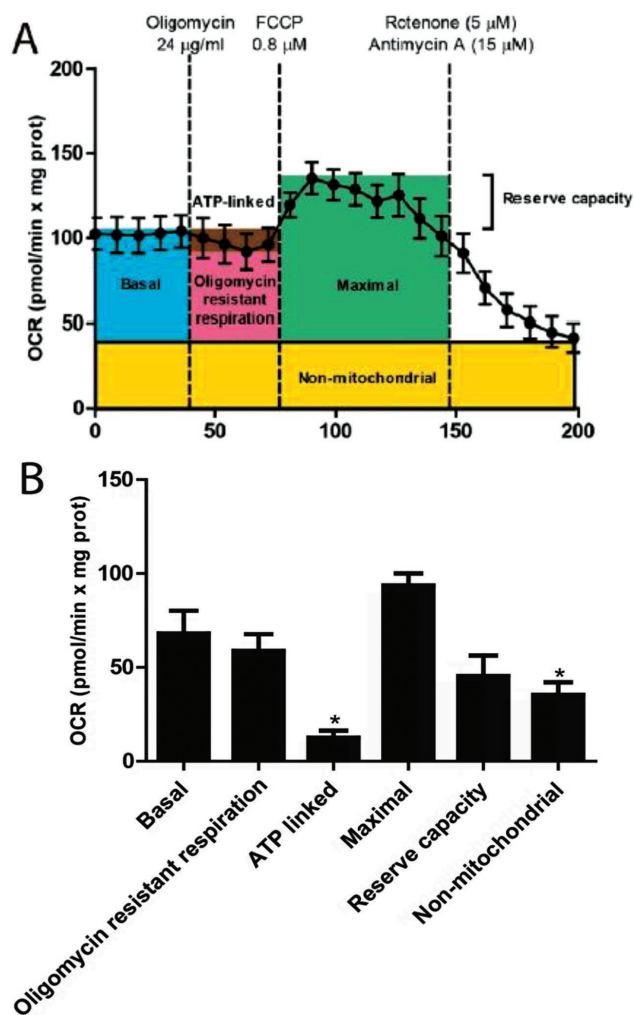 A
Oligomycin
24 µg/ml
FCCP
0.8 µM
Rotenone (5 µM)
Antimycin A (15 µM)
OCR (pmol/min x mg prot)
200
150
100
50
0
ATP-linked
Reserve capacity
Basal
Oligomycin
resistant
respiration
Maximal
Non-mitochondrial
0
50
100
150
200
B
OCR (pmol/min x mg prot)
150
100
50
0
*
*
Basal
Oligomycin resistant respiration
ATP linked
Maximal
Reserve capacity
Non-mitochondrial